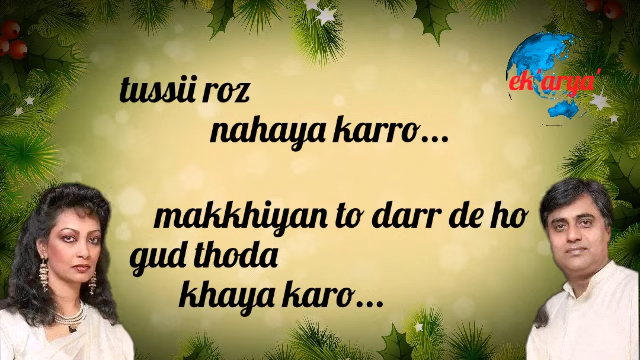 ek'arya'
tussii roz
nahaya karro...
makkhiyan to darr de ho
gud thoda
khaya karo...